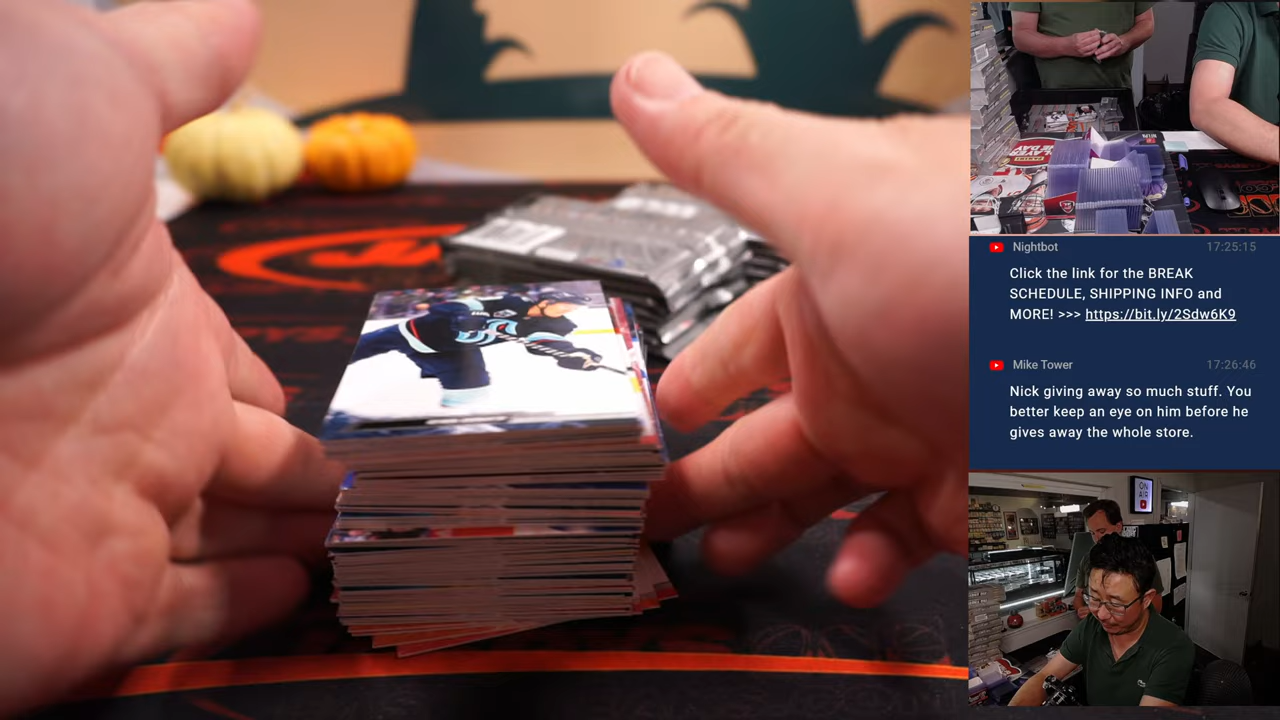 Nightbot 17:25:15
Click the link for the BREAK
SCHEDULE, SHIPPING INFO and
MORE! >>> https://bit.ly/2Sdw6K9
Mike Tower 17:26:46
Nick giving away so much stuff. You
better keep an eye on him before he
gives away the whole store.
ON
AIR